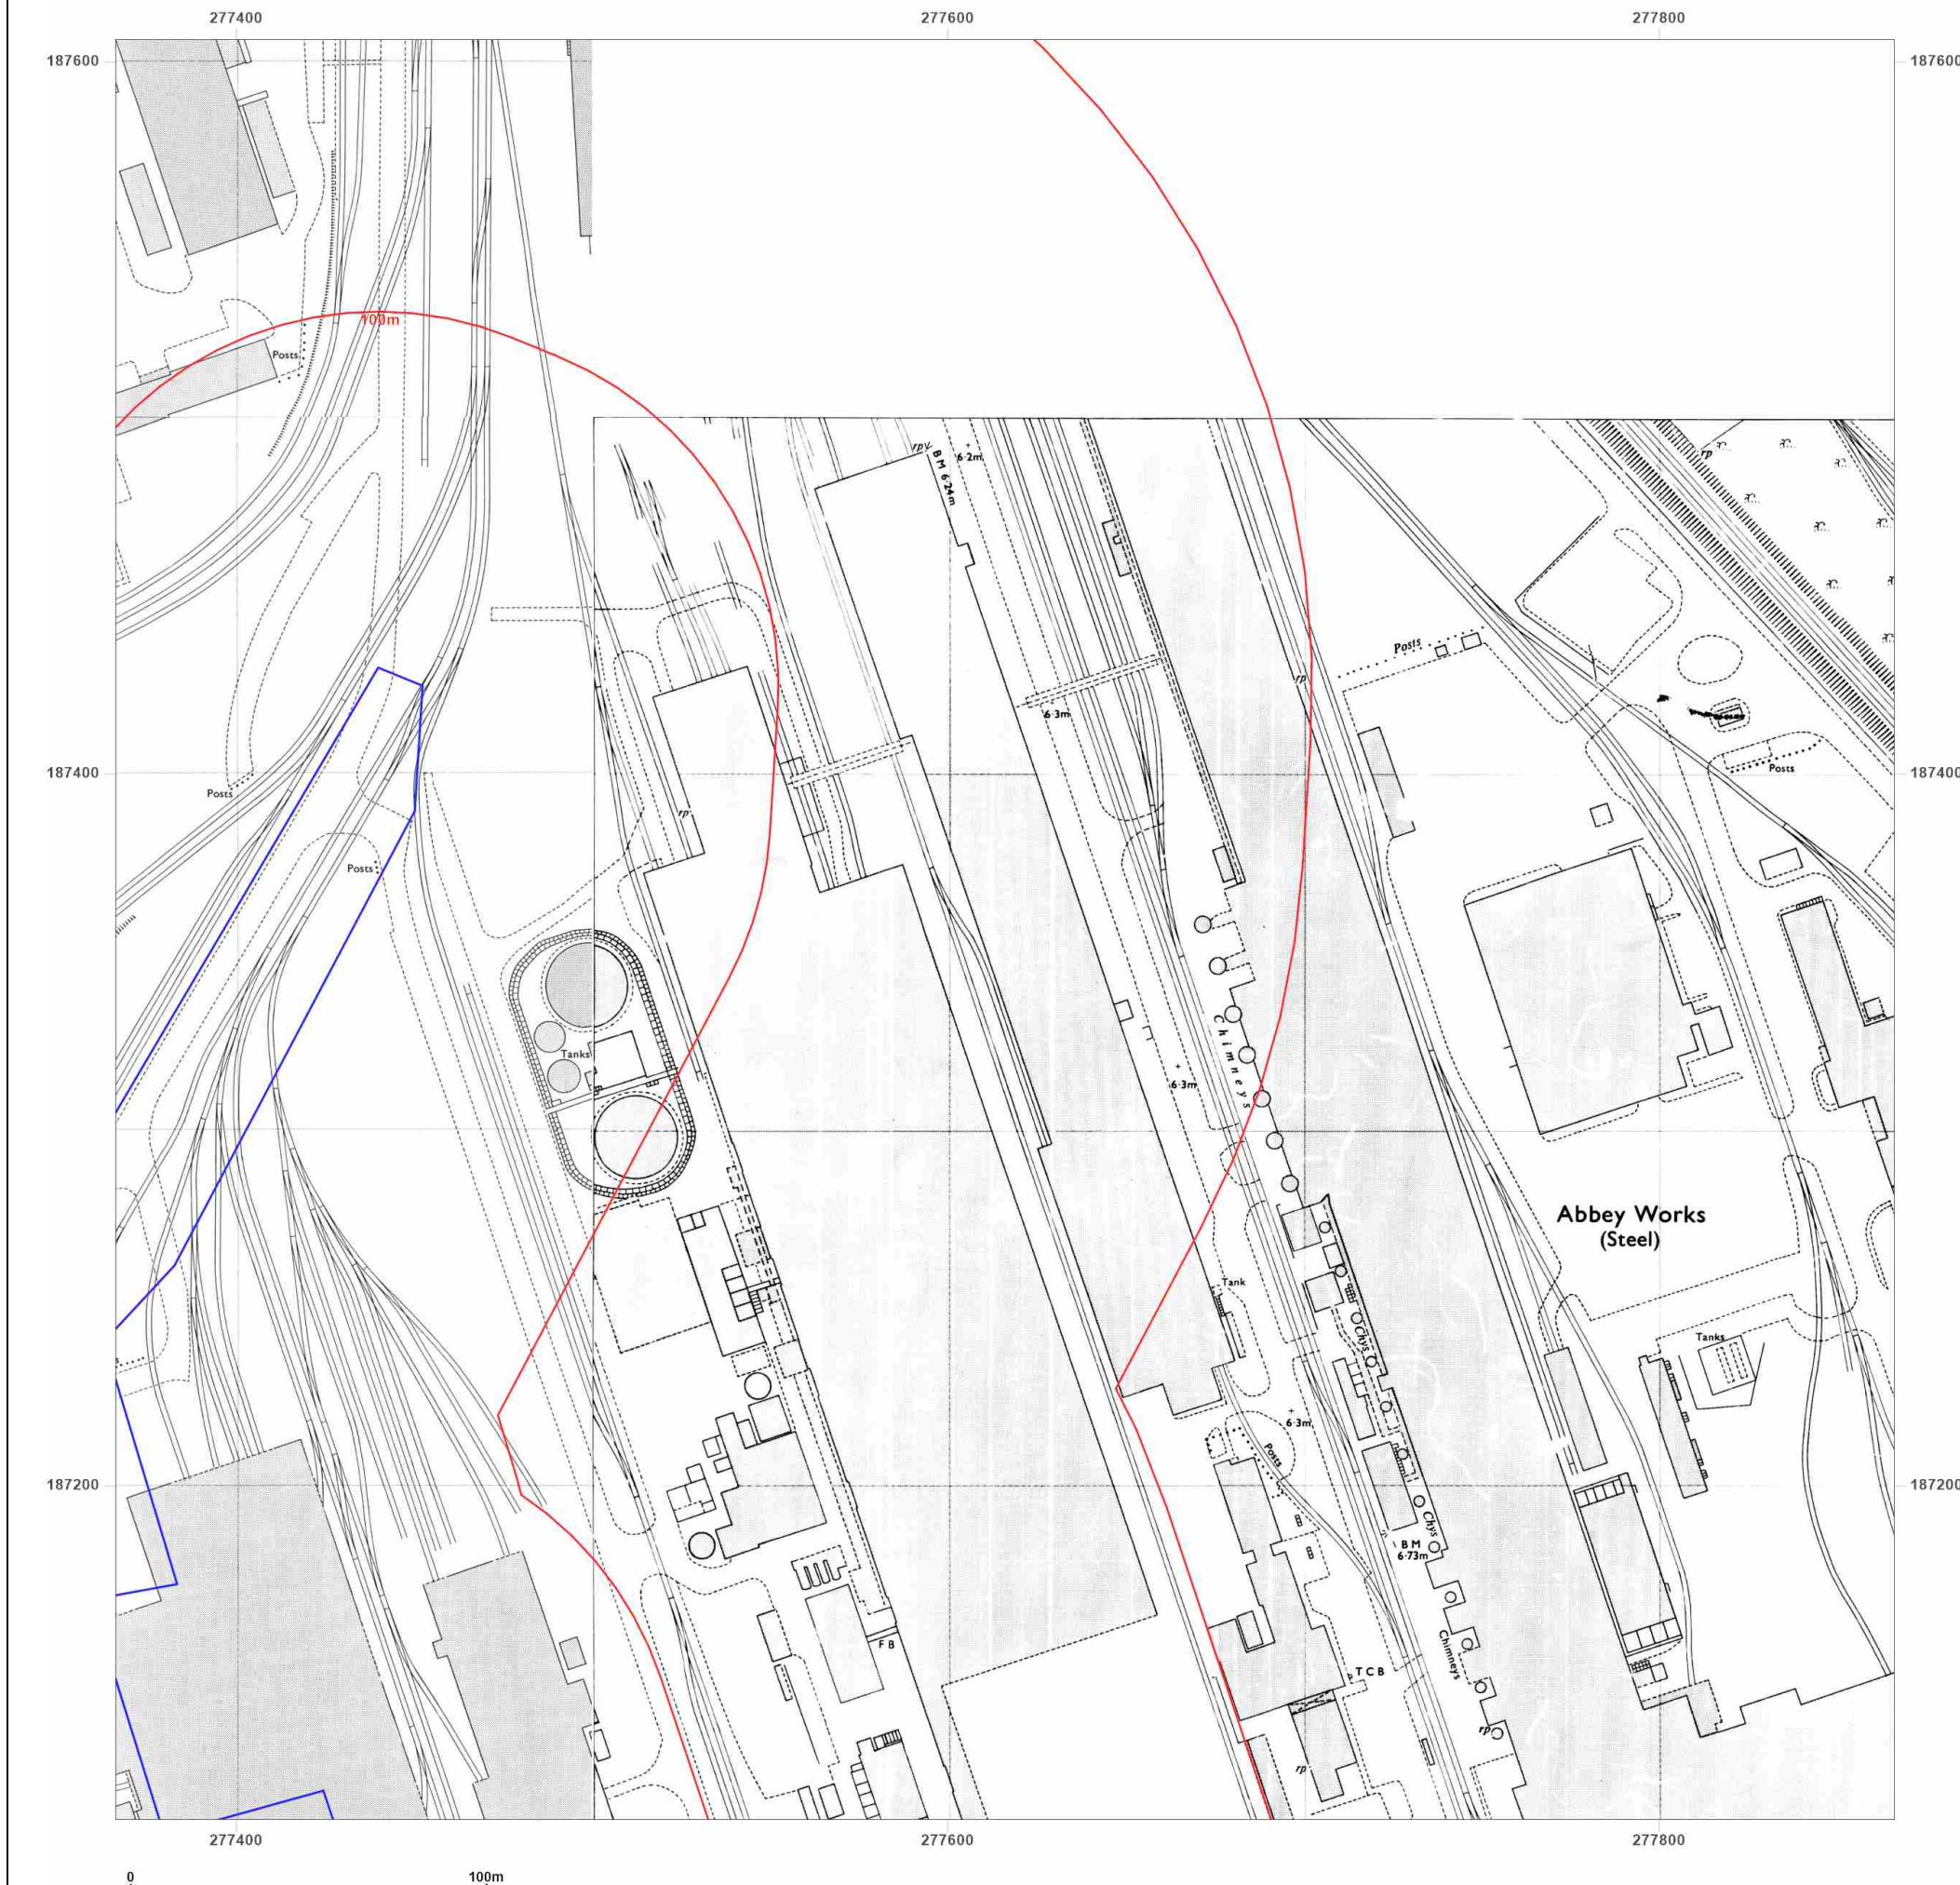 277400
277600
277800
187600
187600
100m
Posts
rp
BM 6·24m
6·2m
rp
Posts
rp
6·3m
187400
187400
Posts
Posts
rp
Posts
Tanks
Chimneys
6·3m
Abbey Works
(Steel)
Tank
Chys
Tanks
6·3m
Posts
187200
187200
Chys
BM
6·73m
FB
TCB
Chimneys
rp
rp
277400
277600
277800
0
100m